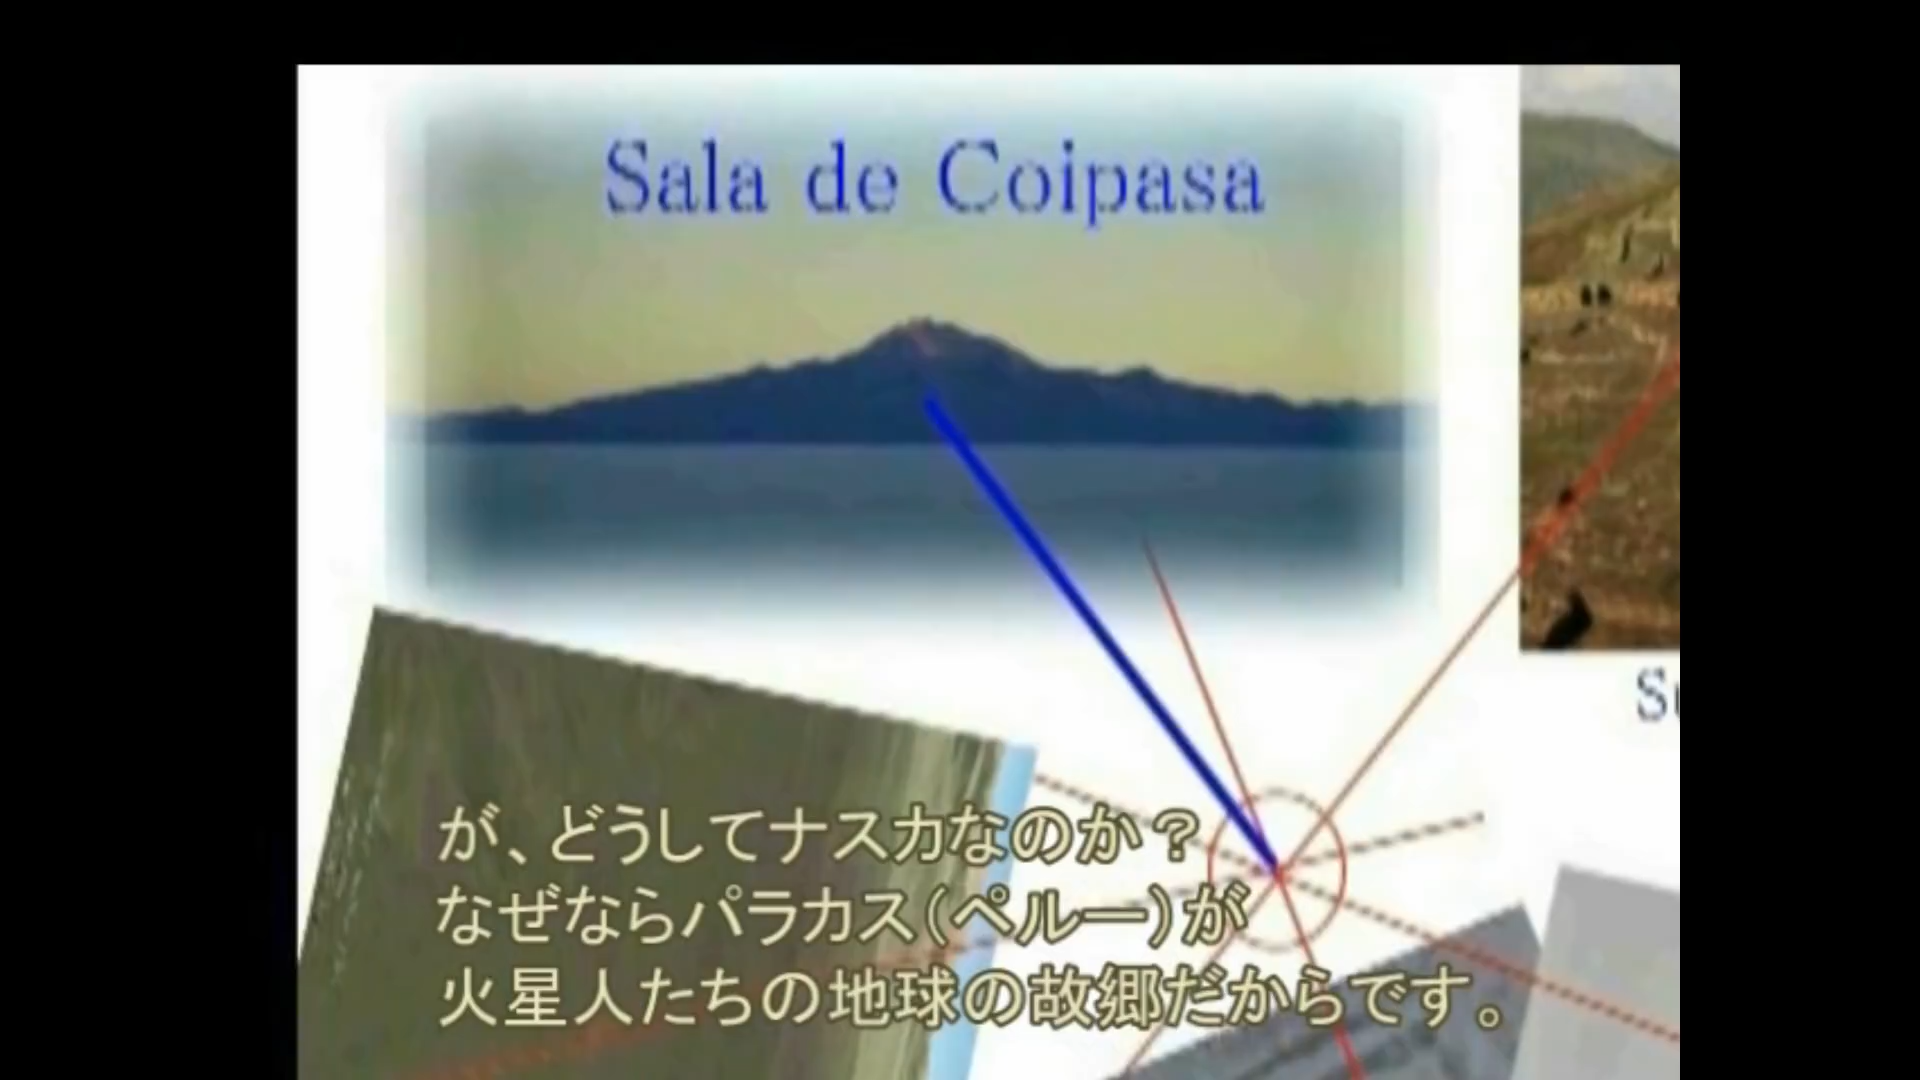 Sala de Coipasa
が、どうしてナスカなのか？
なぜならパラカス（ペルー）が
火星人たちの地球の故郷だからです。